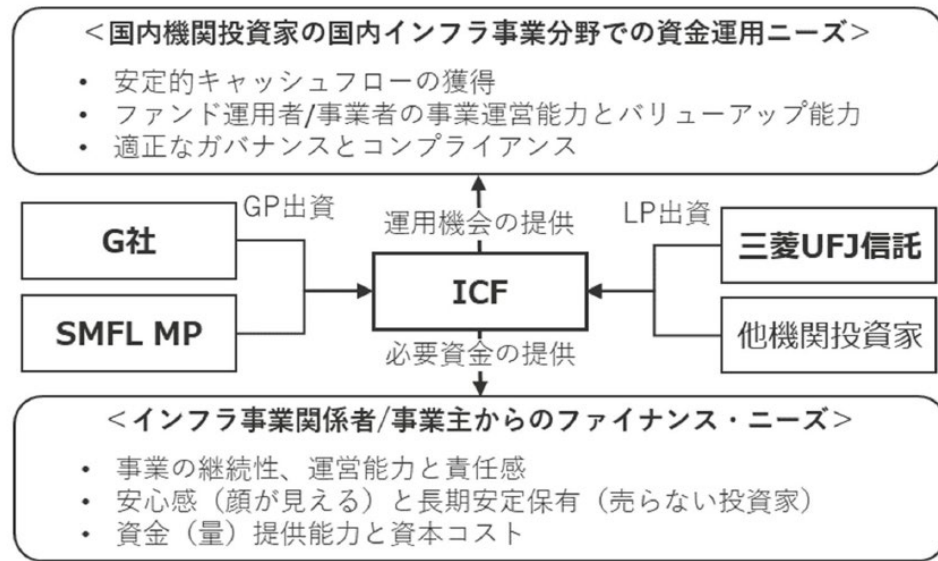 ＜国内機関投資家の国内インフラ事業分野での資金運用ニーズ＞
• 安定的キャッシュフローの獲得
• ファンド運用者/事業者の事業運営能力とバリューアップ能力
• 適正なガバナンスとコンプライアンス
GP出資
運用機会の提供
LP出資
G社
三菱UFJ信託
ICF
SMFL MP
他機関投資家
必要資金の提供
＜インフラ事業関係者/事業主からのファイナンス・ニーズ＞
• 事業の継続性、運営能力と責任感
• 安心感（顔が見える）と長期安定保有（売らない投資家）
• 資金（量）提供能力と資本コスト